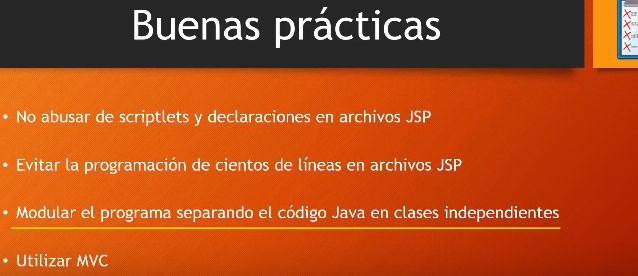 Buenas prácticas
• No abusar de scriptlets y declaraciones en archivos JSP
• Evitar la programación de cientos de líneas en archivos JSP
• Modular el programa separando el código Java en clases independientes
• Utilizar MVC